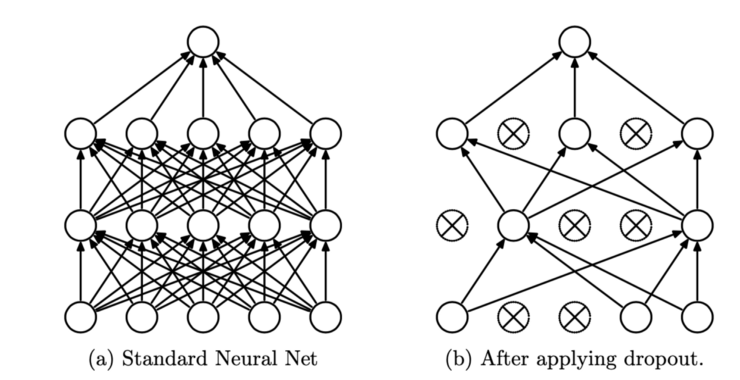 (a) Standard Neural Net
(b) After applying dropout.